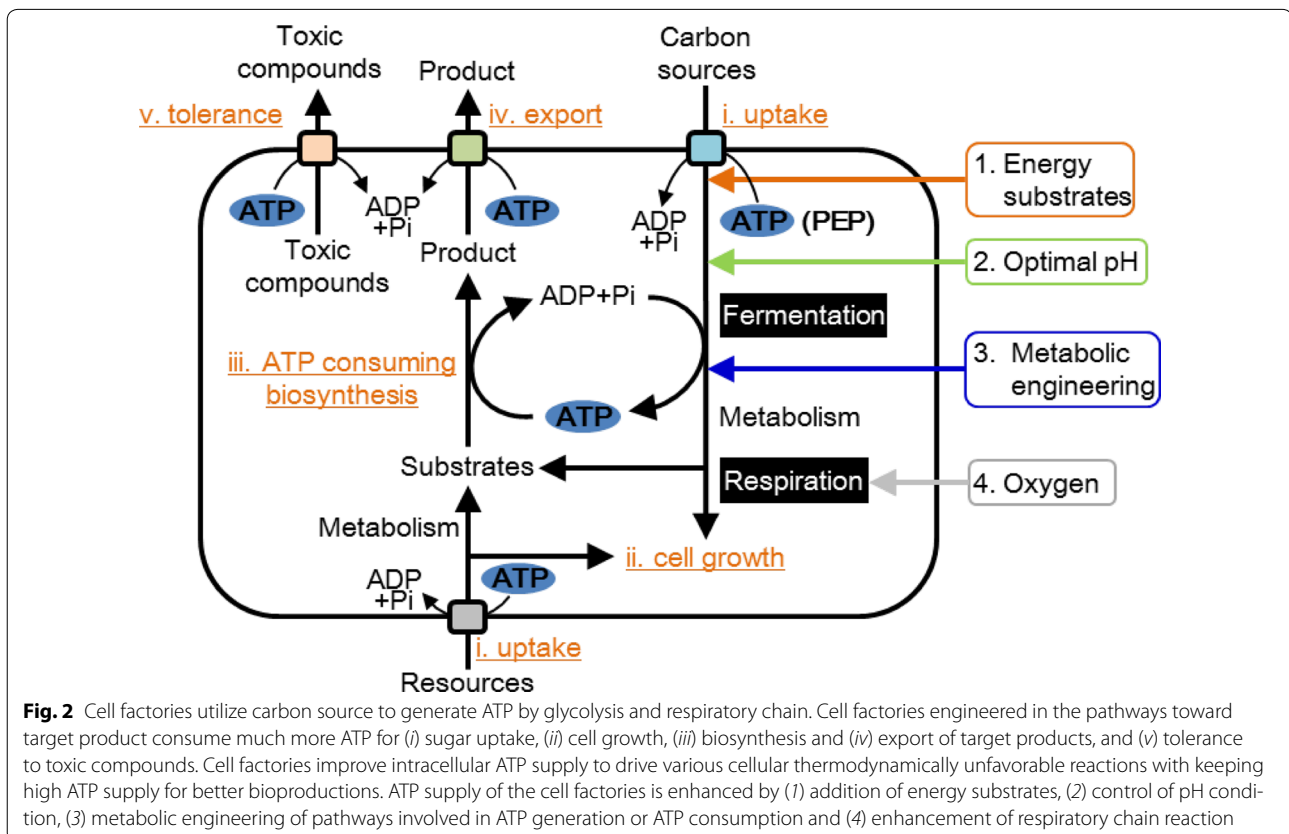 Toxic
compounds
Product
Carbon
sources
v. tolerance
iv. export
i. uptake
1. Energy
substrates
ATP
ADP
+Pi
ATP
ADP
+Pi
ATP (PEP)
Toxic
compounds
Product
2. Optimal pH
ADP+Pi
Fermentation
iii. ATP consuming
biosynthesis
3. Metabolic
engineering
ATP
Metabolism
Substrates
Respiration
4. Oxygen
Metabolism
ii. cell growth
ADP
+Pi
ATP
i. uptake
Resources
Fig. 2 Cell factories utilize carbon source to generate ATP by glycolysis and respiratory chain. Cell factories engineered in the pathways toward
target product consume much more ATP for (i) sugar uptake, (ii) cell growth, (iii) biosynthesis and (iv) export of target products, and (v) tolerance
to toxic compounds. Cell factories improve intracellular ATP supply to drive various cellular thermodynamically unfavorable reactions with keeping
high ATP supply for better bioproductions. ATP supply of the cell factories is enhanced by (1) addition of energy substrates, (2) control of pH condi-
tion, (3) metabolic engineering of pathways involved in ATP generation or ATP consumption and (4) enhancement of respiratory chain reaction